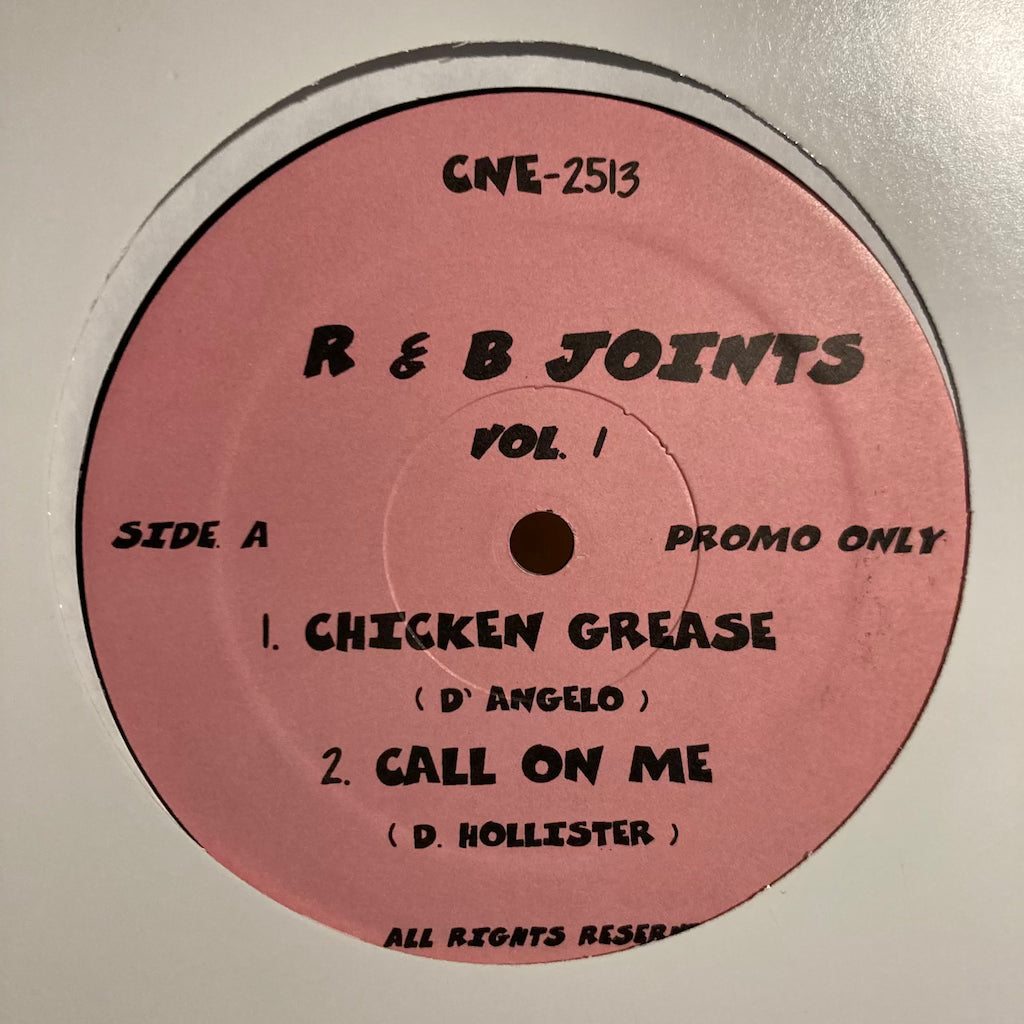 CNE-2513
R & B JOINTS
VOL. 1
SIDE. A
PROMO ONLY
1. CHICKEN GREASE
( D' ANGELO )
2. CALL ON ME
( D. HOLLISTER )
ALL RIGHTS